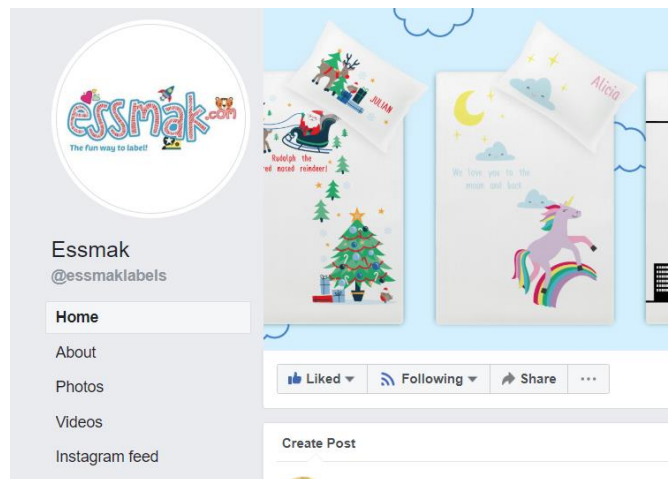 essmak.com
The fun way to label!
Essmak
@essmaklabels
Home
About
Photos
Videos
Instagram feed
JULIAN
Rudolph the
ed nosed reindeer!
Alicia
We love you to the
moon and back
Liked
Following
Share
...
Create Post